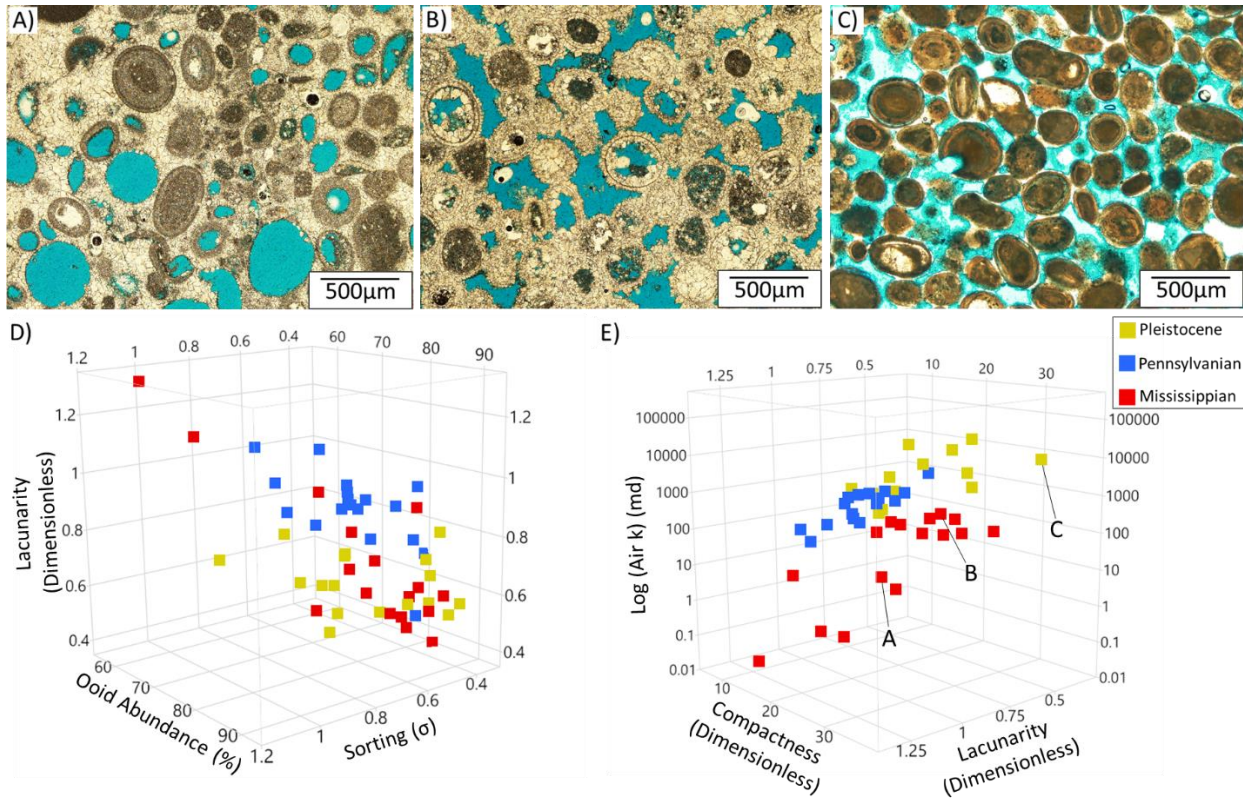 A)
B)
C)
500µm
500µm
500µm
D)
1.2
1
0.8
0.6
0.4
60
70
80
90
1.2
1
0.8
0.6
0.4
1.2
1
0.8
0.6
0.4
Lacunarity
(Dimensionless)
60
70
80
90
Ooid Abundance (%)
1.2
1
0.8
0.6
0.4
Sorting (σ)
E)
Pleistocene
Pennsylvanian
Mississippian
1.25
1
0.75
0.5
10
20
30
100000
10000
1000
100
10
1
0.1
0.01
Log (Air k) (md)
100000
10000
1000
100
10
1
0.1
0.01
A
B
C
10
20
30
Compactness
(Dimensionless)
1.25
1
0.75
0.5
Lacunarity
(Dimensionless)